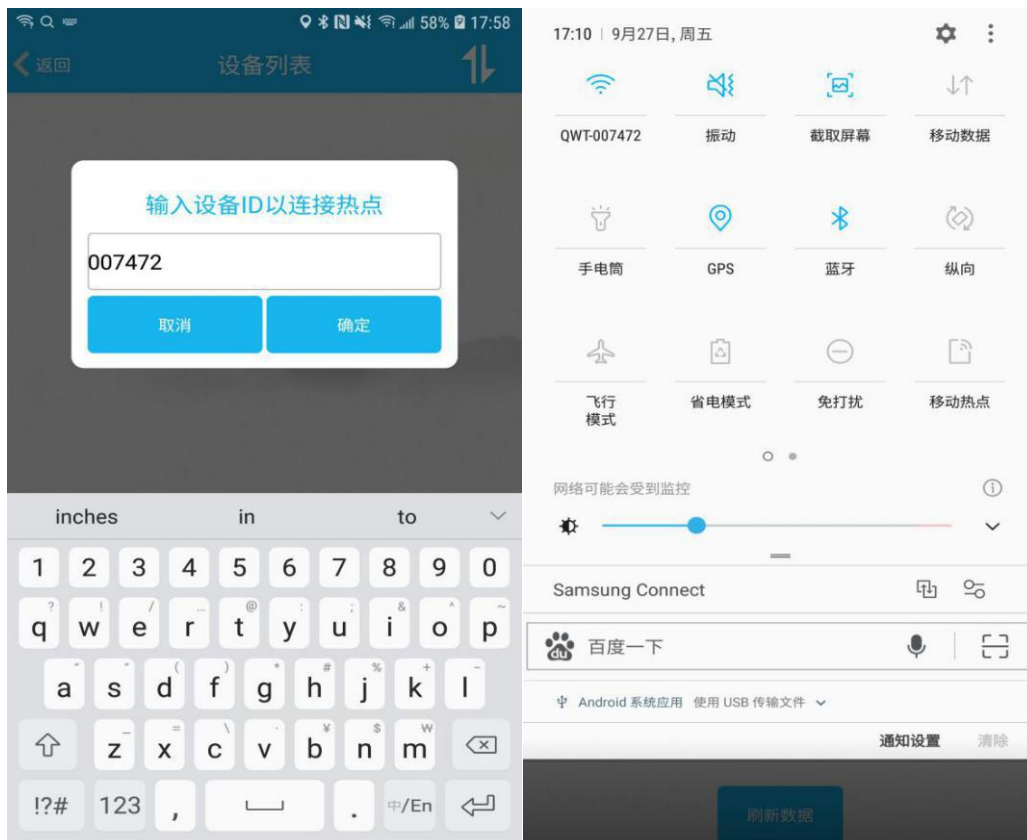 58% 17:58
返回 设备列表
输入设备ID以连接热点
007472
取消 确定
inches in to
1 2 3 4 5 6 7 8 9 0
q w e r t y u i o p
a s d f g h j k l
z x c v b n m
!?# 123 , . 中/En
17:10 | 9月27日, 周五
QWT-007472 振动 截取屏幕 移动数据
手电筒 GPS 蓝牙 纵向
飞行
模式 省电模式 免打扰 移动热点
网络可能会受到监控
Samsung Connect
du 百度一下
Android 系统应用 使用 USB 传输文件
通知设置 清除
刷新数据